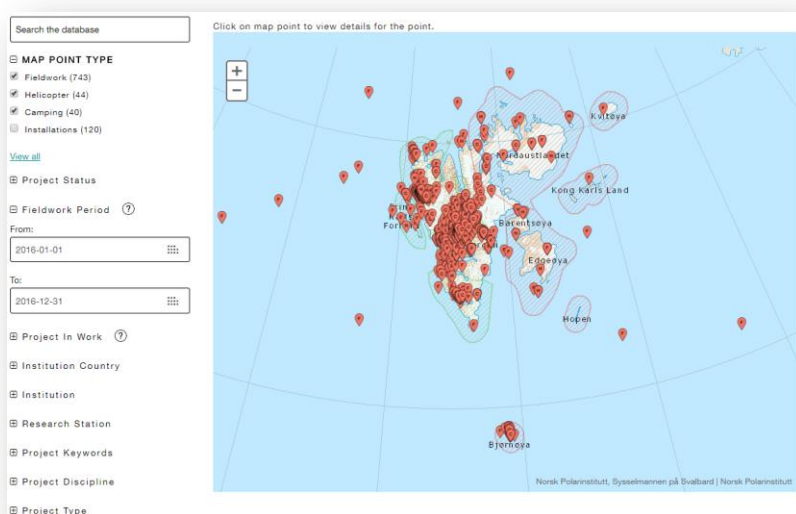 Search the database
Click on map point to view details for the point.
⊟ MAP POINT TYPE
Fieldwork (743)
Helicopter (44)
Camping (40)
Installations (120)
View all
⊞ Project Status
⊟ Fieldwork Period ?
From:
2016-01-01
To:
2016-12-31
⊞ Project In Work ?
⊞ Institution Country
⊞ Institution
⊞ Research Station
⊞ Project Keywords
⊞ Project Discipline
⊞ Project Type
+
−
Kvitøya
Kong Karls Land
Barentsøya
Edgeøya
Hopen
Bjørnøya
Norsk Polarinstitutt, Sysselmannen på Svalbard | Norsk Polarinstitutt